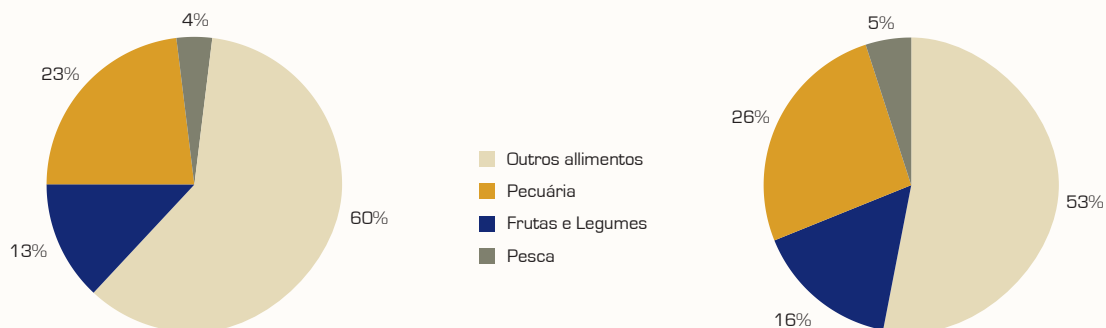 4%
23%
13%
60%
Outros allimentos
Pecuária
Frutas e Legumes
Pesca
5%
26%
53%
16%